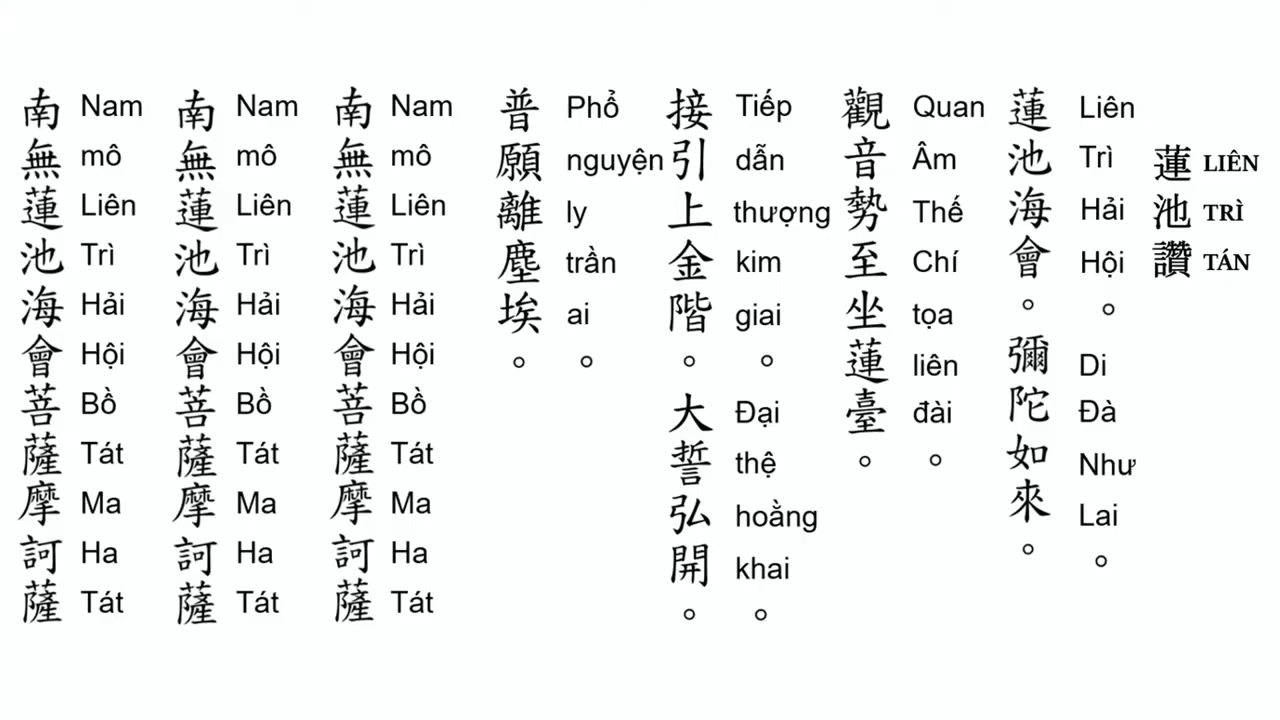 蓮池讚
LIÊN TRÌ TÁN
蓮池海會。彌陀如來。
Liên Trì Hải Hội。Di Đà Như Lai。
觀音勢至坐蓮臺。
Quan Âm Thế Chí tọa liên đài。
接引上金階。大誓弘開。
Tiếp dẫn thượng kim giai。Đại thệ hoằng khai。
普願離塵埃。
Phổ nguyện ly trần ai。
南無蓮池海會菩薩摩訶薩
Nam mô Liên Trì Hải Hội Bồ Tát Ma Ha Tát
南無蓮池海會菩薩摩訶薩
Nam mô Liên Trì Hải Hội Bồ Tát Ma Ha Tát
南無蓮池海會菩薩摩訶薩
Nam mô Liên Trì Hải Hội Bồ Tát Ma Ha Tát